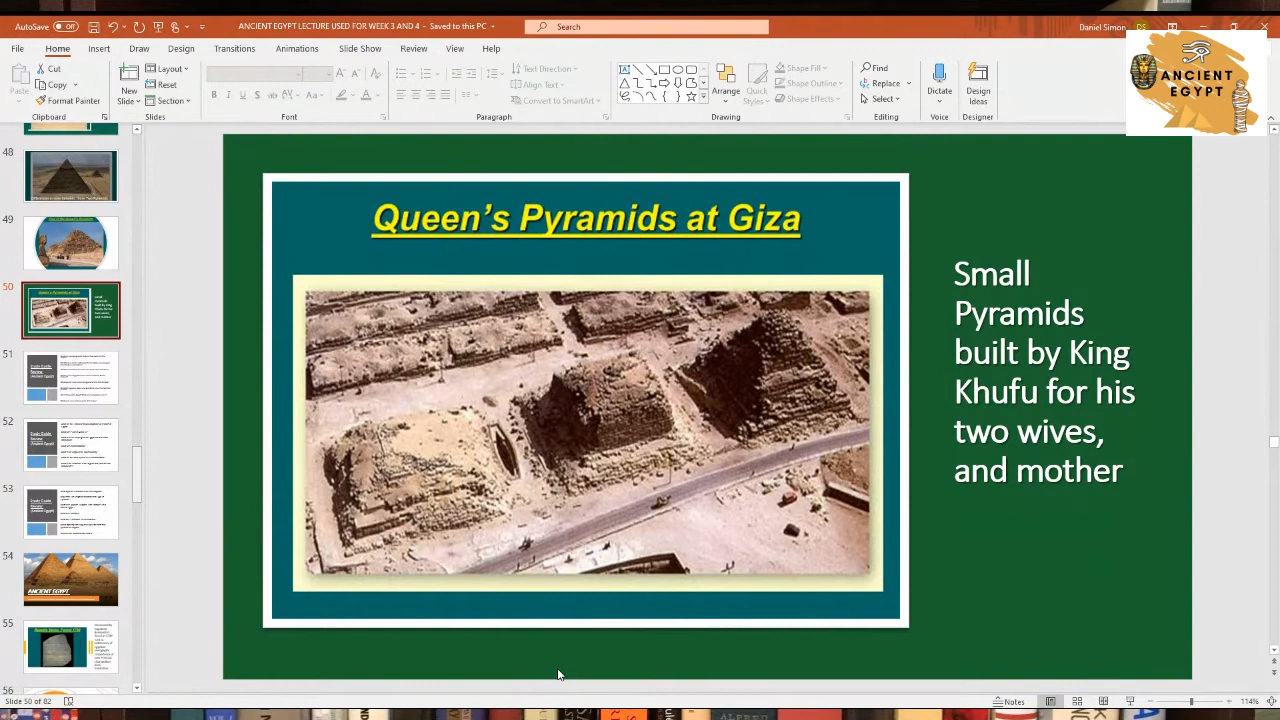 AutoSave Off
ANCIENT EGYPT LECTURE USED FOR WEEK 3 AND 4 - Saved to this PC
Search
Daniel Simon
DS
File Home Insert Draw Design Transitions Animations Slide Show Review View Help
Paste
Cut
Copy
Format Painter
Clipboard
New
Slide
Layout
Reset
Section
Slides
Font
Text Direction
Align Text
Convert to SmartArt
Paragraph
Arrange
Quick
Styles
Shape Fill
Shape Outline
Shape Effects
Drawing
Find
Replace
Select
Editing
Dictate
Voice
Design
Ideas
Designer
ANCIENT
EGYPT
48
49
50
54
ANCIENT EGYPT
56
Queen's Pyramids at Giza
Small
Pyramids
built by King
Khufu for his
two wives,
and mother
Slide 50 of 82
Notes
114%